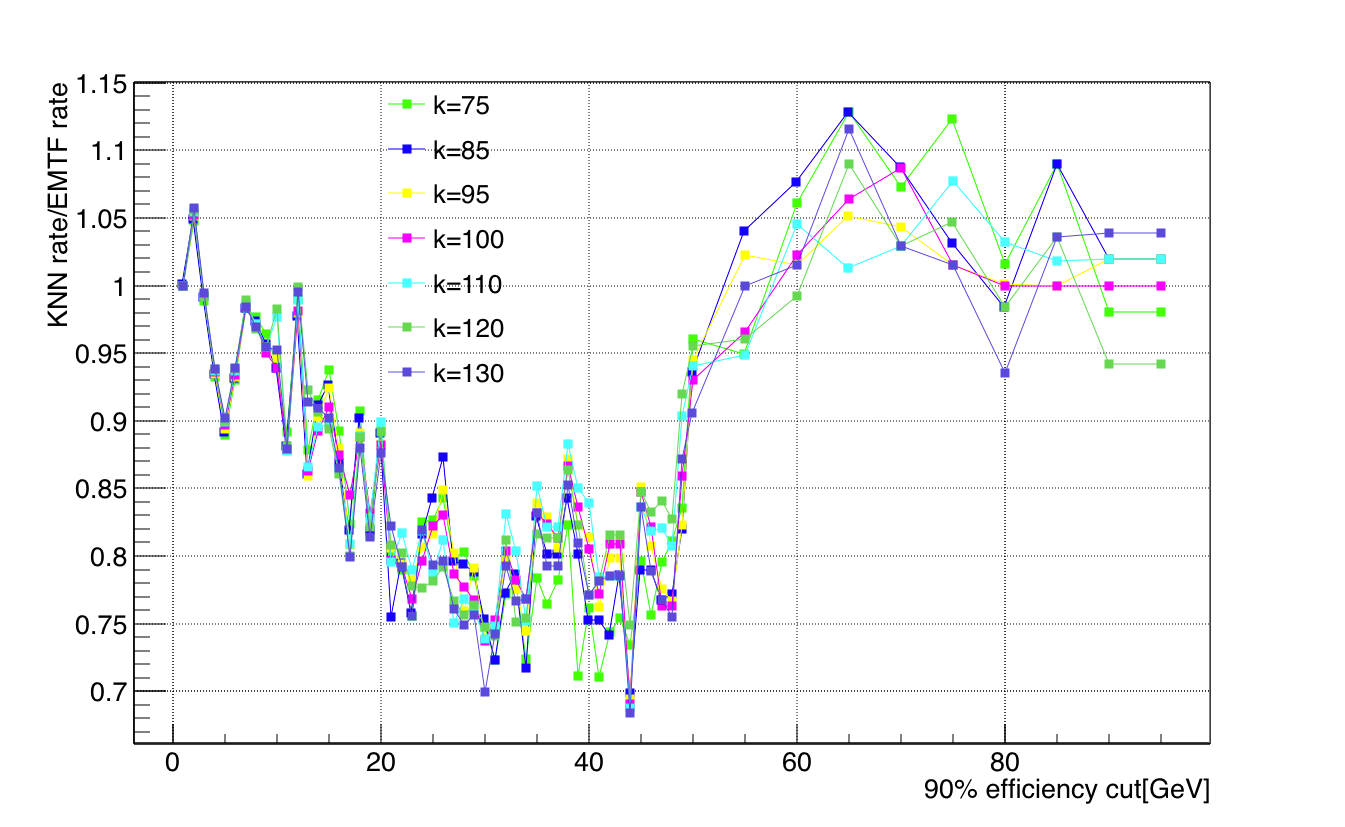 KNN rate/EMTF rate
1.15
1.1
1.05
1
0.95
0.9
0.85
0.8
0.75
0.7
k=75
k=85
k=95
k=100
k=110
k=120
k=130
0 20 40 60 80
90% efficiency cut[GeV]